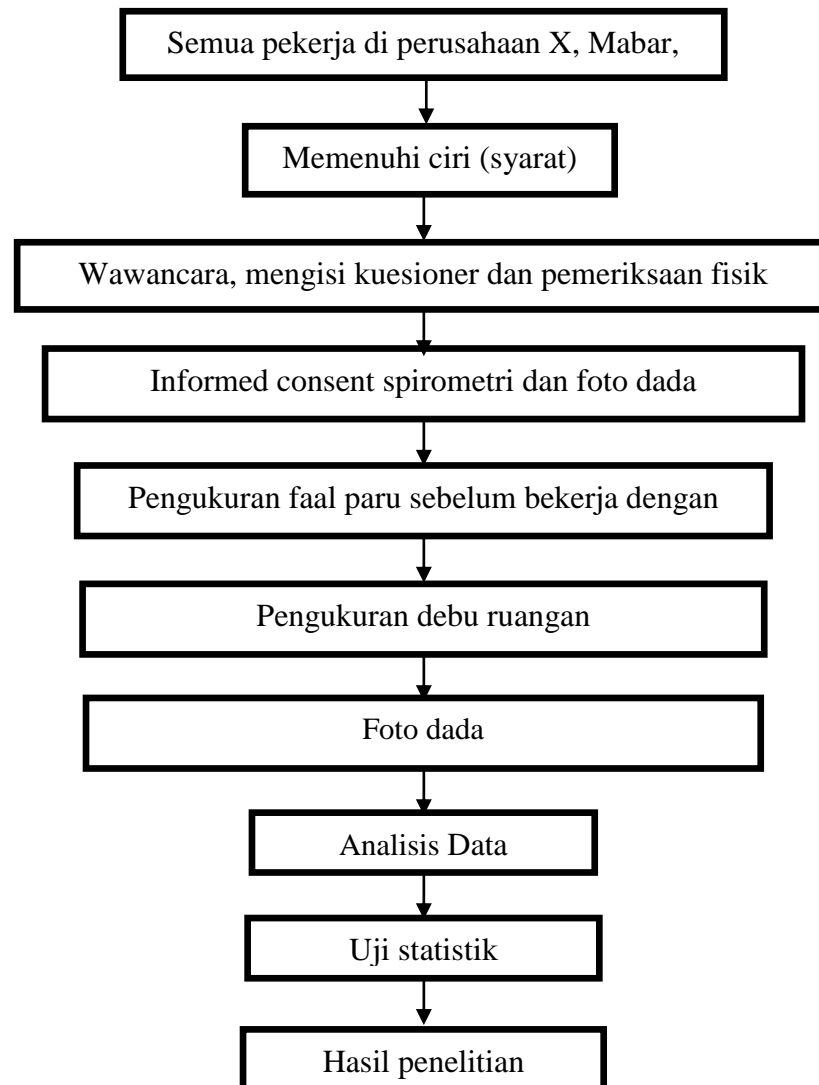 Semua pekerja di perusahaan X, Mabar,
Memenuhi ciri (syarat)
Wawancara, mengisi kuesioner dan pemeriksaan fisik
Informed consent spirometri dan foto dada
Pengukuran faal paru sebelum bekerja dengan
Pengukuran debu ruangan
Foto dada
Analisis Data
Uji statistik
Hasil penelitian